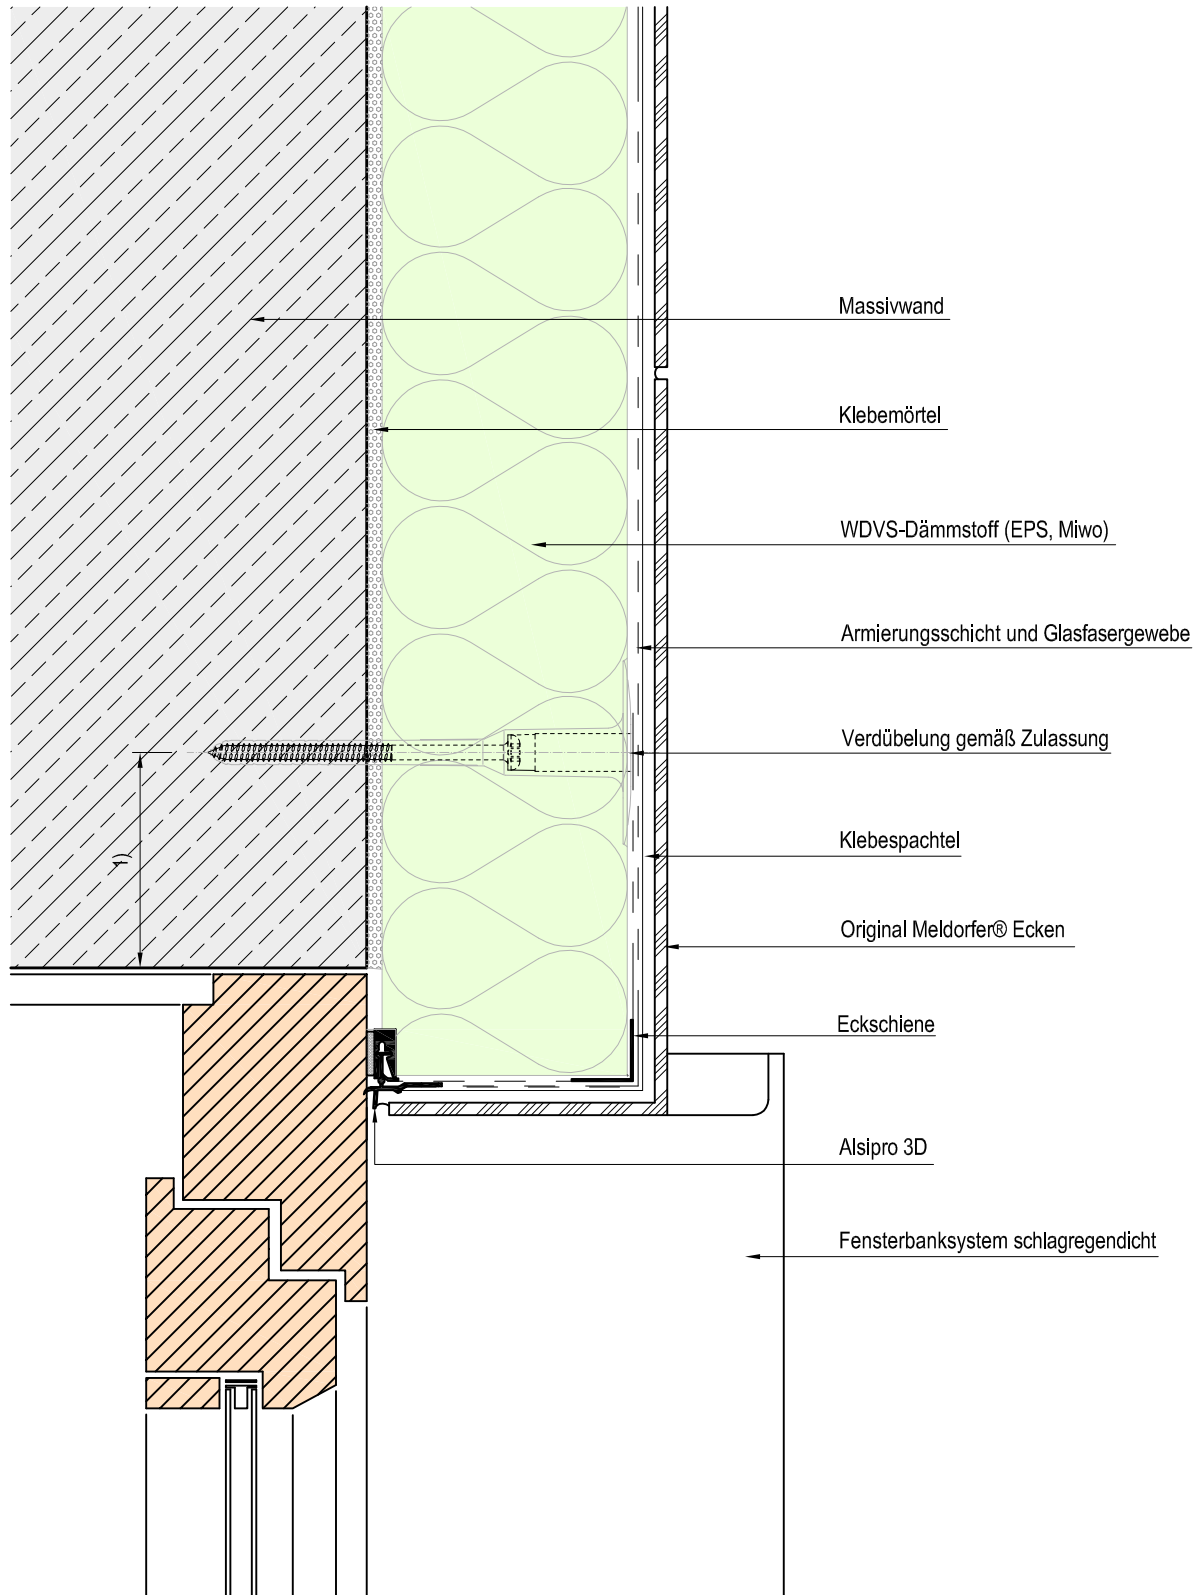 Massivwand
Klebemörtel
WDVS-Dämmstoff (EPS, Miwo)
Armierungsschicht und Glasfasergewebe
Verdübelung gemäß Zulassung
1)
Klebespachtel
Original Meldorfer® Ecken
Eckschiene
Alsipro 3D
Fensterbanksystem schlagregendicht